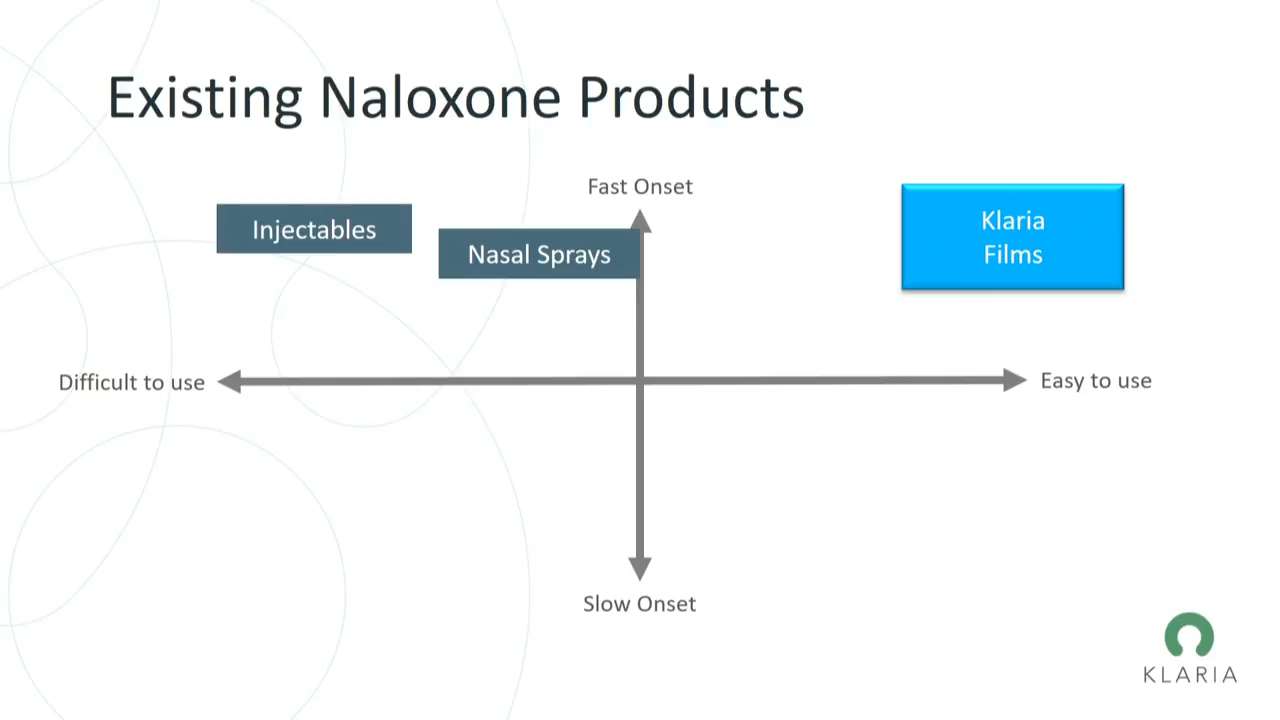 Existing Naloxone Products
Fast Onset
Injectables
Nasal Sprays
Klaria
Films
Difficult to use
Easy to use
Slow Onset
KLARIA